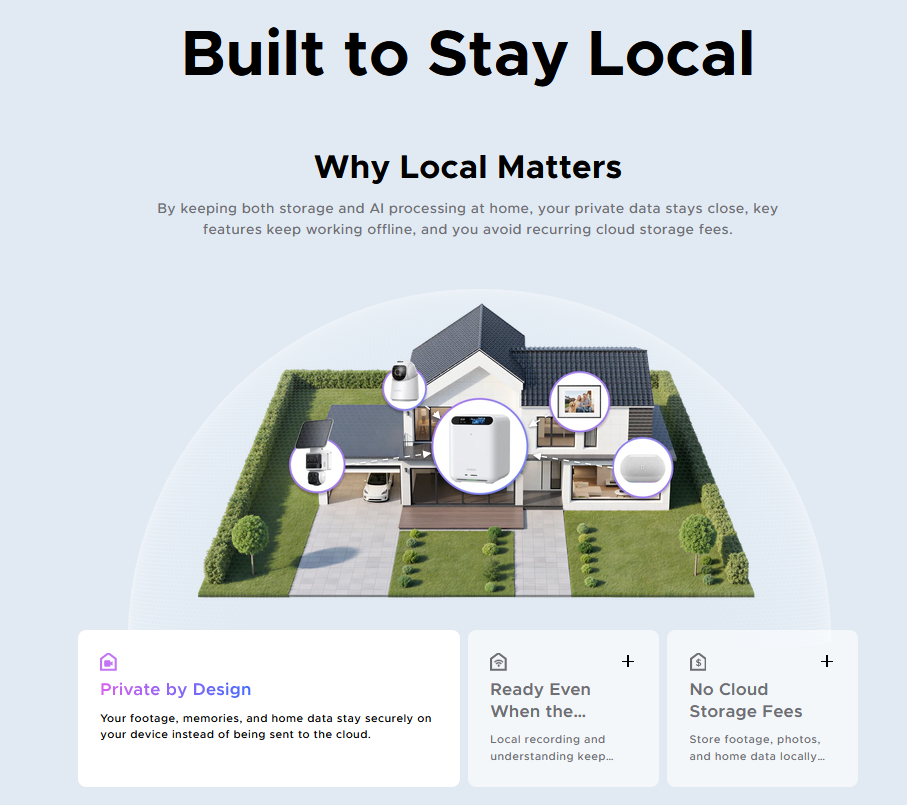 Built to Stay Local
Why Local Matters
By keeping both storage and AI processing at home, your private data stays close, key
features keep working offline, and you avoid recurring cloud storage fees.
Private by Design
Your footage, memories, and home data stay securely on
your device instead of being sent to the cloud.
Ready Even
When the...
Local recording and
understanding keep...
No Cloud
Storage Fees
Store footage, photos,
and home data locally...